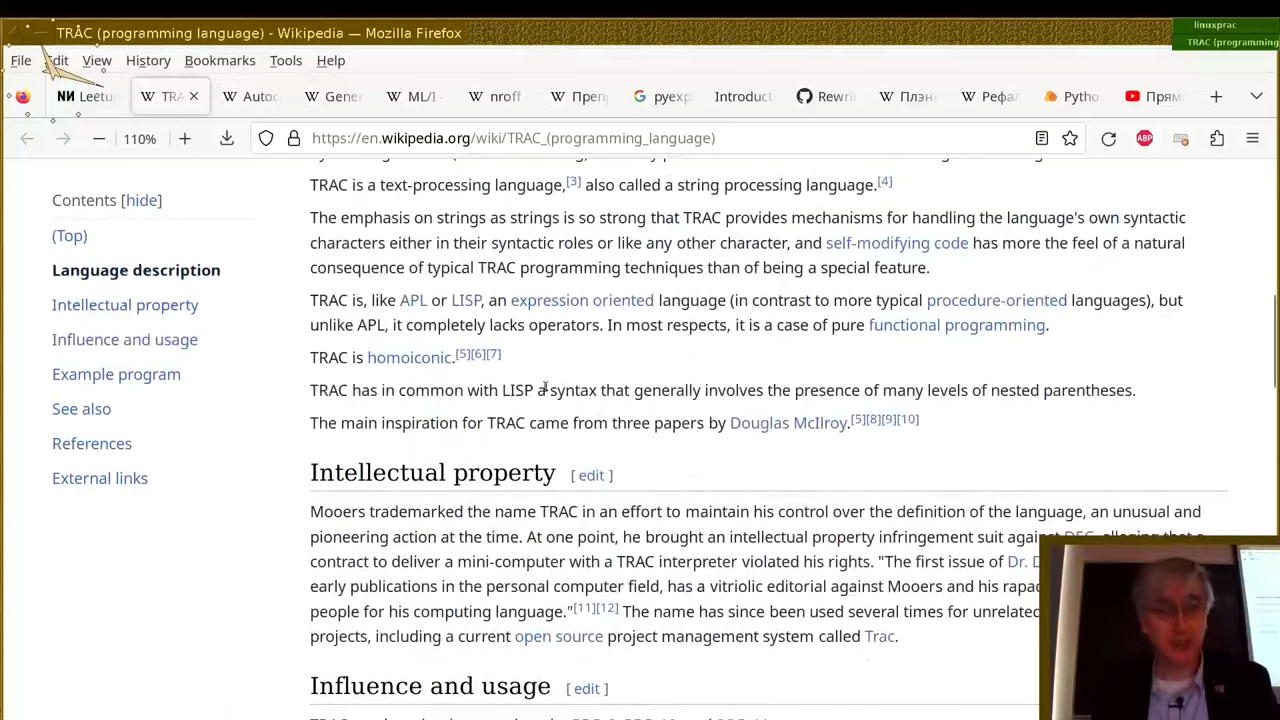 linuxprac
TRAC (programming language) - Wikipedia — Mozilla Firefox
TRAC (programming
File Edit View History Bookmarks Tools Help
Lectu TRA Autoc Gener ML/I nroff - Преп pyexp Introduct Rewri Плэн Рефал Pytho Прям
110% https://en.wikipedia.org/wiki/TRAC_(programming_language) ABP
TRAC is a text-processing language,[3] also called a string processing language.[4]
Contents [hide]
The emphasis on strings as strings is so strong that TRAC provides mechanisms for handling the language's own syntactic
(Top)
characters either in their syntactic roles or like any other character, and self-modifying code has more the feel of a natural
Language description
consequence of typical TRAC programming techniques than of being a special feature.
Intellectual property
TRAC is, like APL or LISP, an expression oriented language (in contrast to more typical procedure-oriented languages), but
unlike APL, it completely lacks operators. In most respects, it is a case of pure functional programming.
Influence and usage
TRAC is homoiconic.[5][6][7]
Example program
TRAC has in common with LISP a syntax that generally involves the presence of many levels of nested parentheses.
See also
The main inspiration for TRAC came from three papers by Douglas McIlroy.[5][8][9][10]
References
External links
Intellectual property [ edit ]
Mooers trademarked the name TRAC in an effort to maintain his control over the definition of the language, an unusual and
pioneering action at the time. At one point, he brought an intellectual property infringement suit against DEC, alleging that a
contract to deliver a mini-computer with a TRAC interpreter violated his rights. "The first issue of Dr. D
early publications in the personal computer field, has a vitriolic editorial against Mooers and his rapac
people for his computing language."[11][12] The name has since been used several times for unrelated
projects, including a current open source project management system called Trac.
Influence and usage [ edit ]